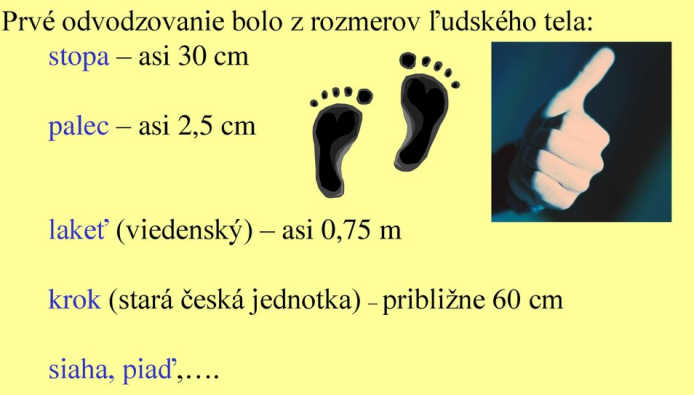 Prvé odvodzovanie bolo z rozmerov ľudského tela:
stopa – asi 30 cm
palec – asi 2,5 cm
lakeť (viedenský) – asi 0,75 m
krok (stará česká jednotka) – približne 60 cm
siaha, piaď,….